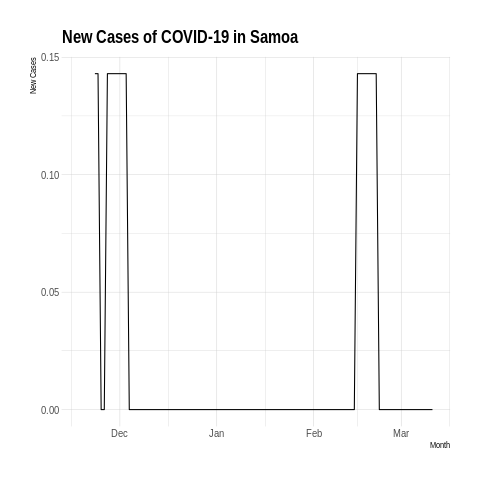 New Cases of COVID-19 in Samoa
New Cases
0.15
0.10
0.05
0.00
Dec Jan Feb Mar
Month